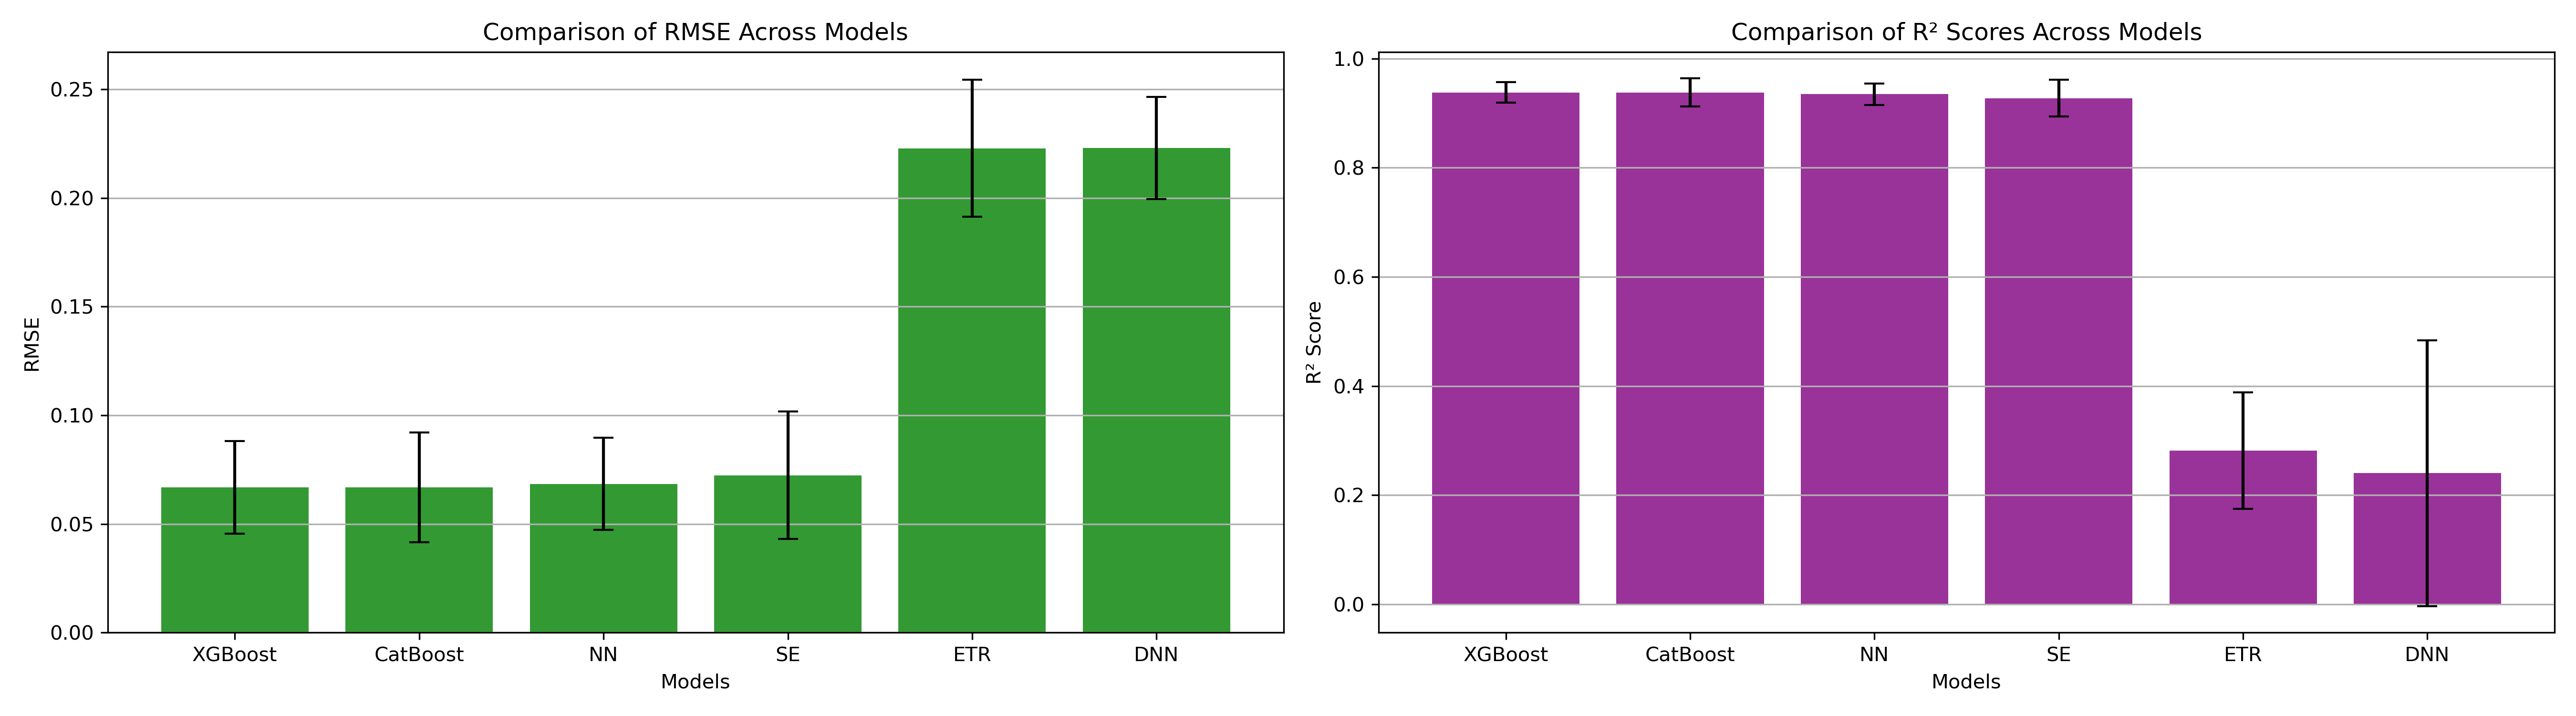 Comparison of RMSE Across Models
RMSE
0.25
0.20
0.15
0.10
0.05
0.00
XGBoost CatBoost NN SE ETR DNN
Models
Comparison of R² Scores Across Models
R² Score
1.0
0.8
0.6
0.4
0.2
0.0
XGBoost CatBoost NN SE ETR DNN
Models